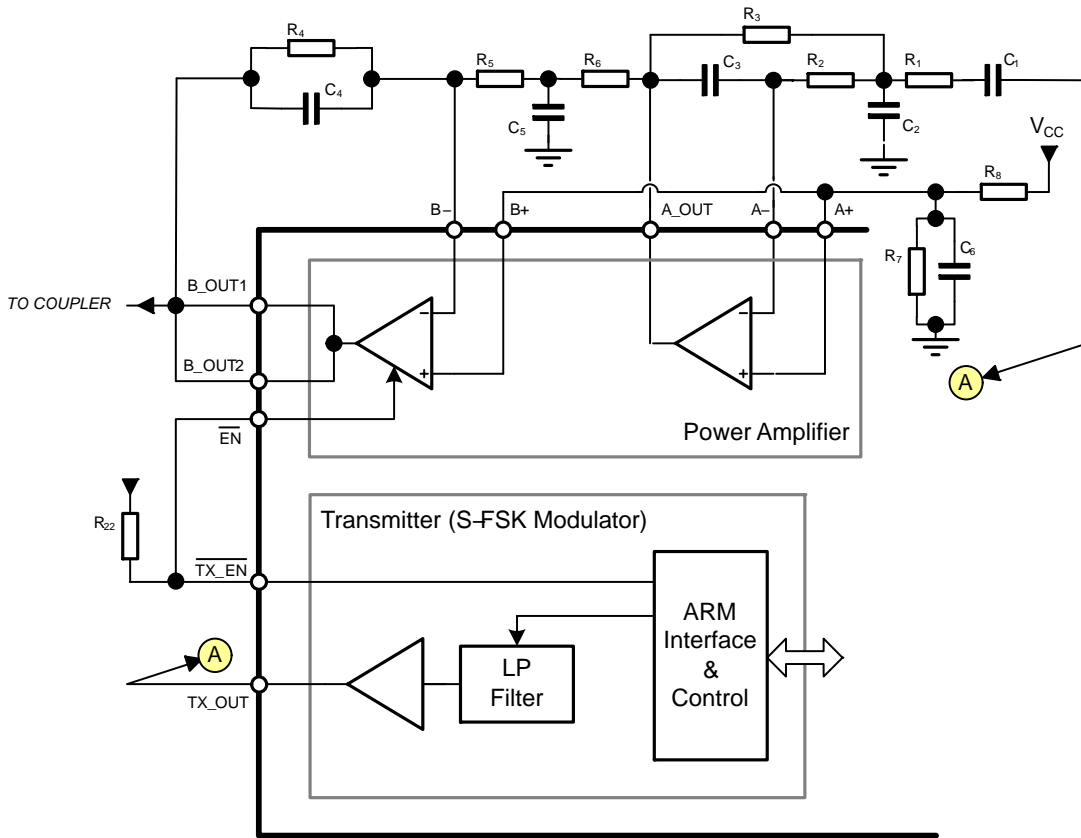 R3
R4
R5
R6
C3
R2
R1
C1
C4
C5
C2
VCC
R8
B– B+ A_OUT A– A+
R7
C6
TO COUPLER
B_OUT1
B_OUT2
– +
– +
A
EN
Power Amplifier
R22
Transmitter (S–FSK Modulator)
TX_EN
ARM
Interface
&
Control
A
LP
Filter
TX_OUT